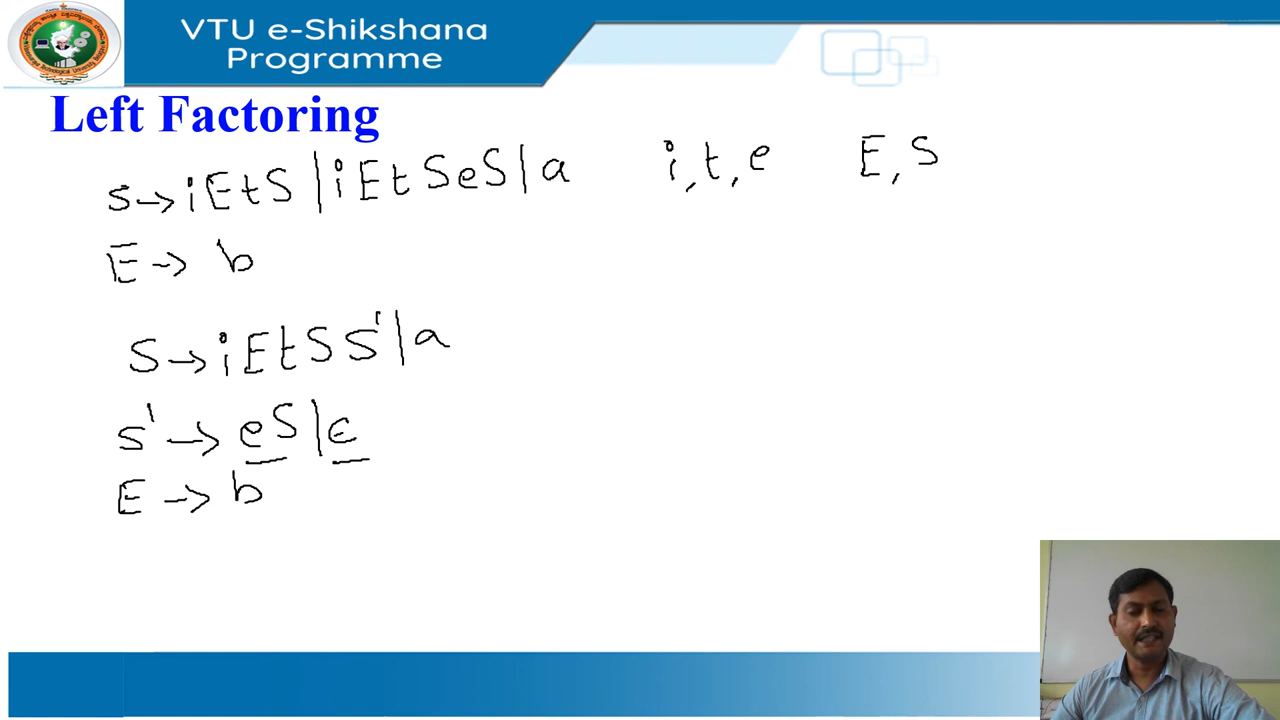 VTU e-Shikshana
Programme
Left Factoring
S→iEtS|iEtSeS|a i,t,e E,S
E→b
S→iEtSS'|a
S'→eS|ϵ
E→b